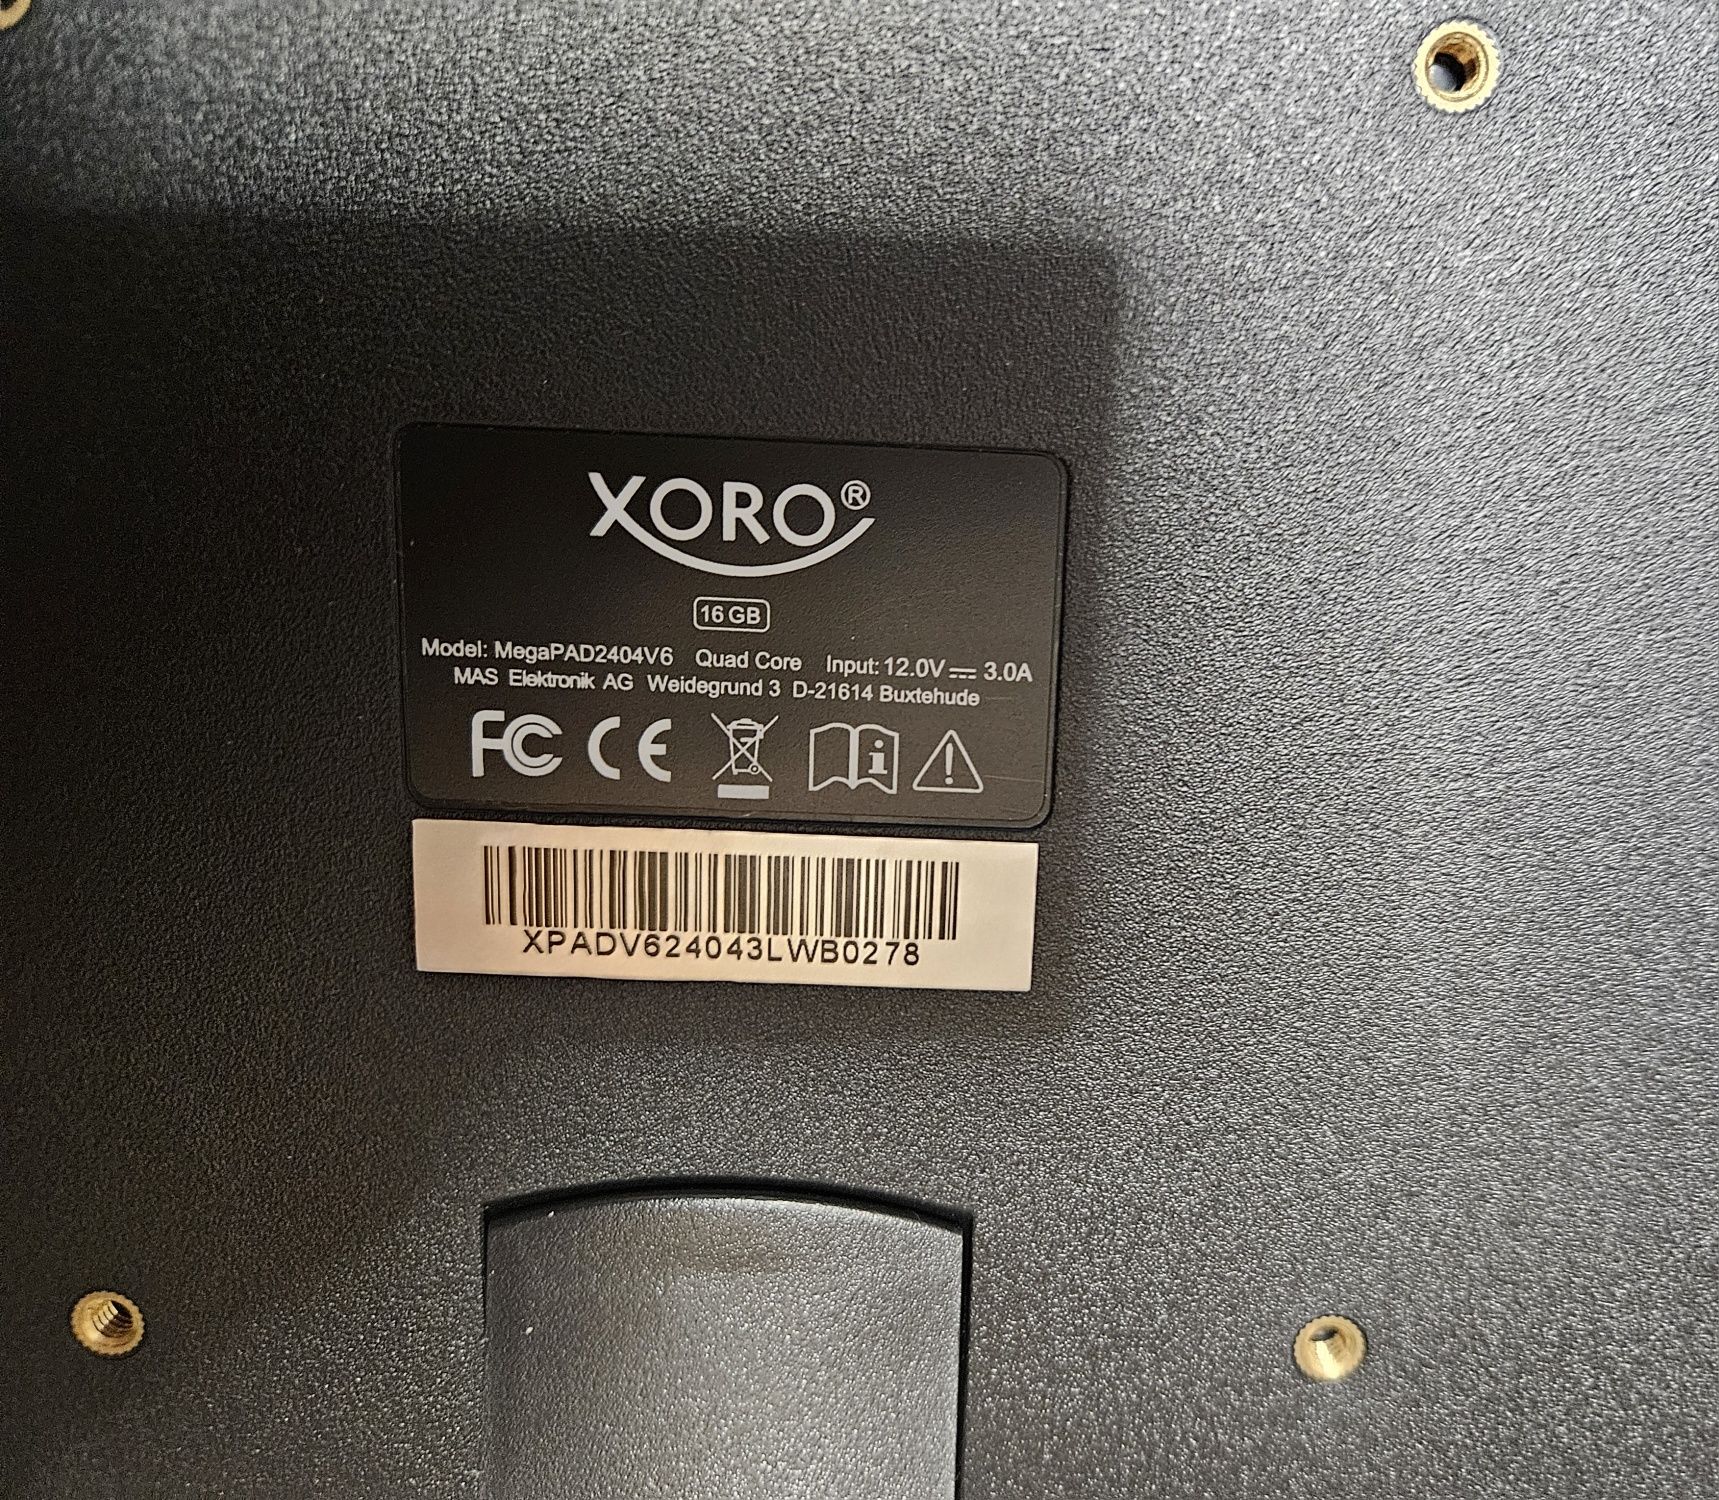 XORO®
16 GB
Model: MegaPAD2404V6 Quad Core Input: 12.0V⎓3.0A
MAS Elektronik AG Weidegrund 3 D-21614 Buxtehude
FC CE
XPADV624043LWB0278